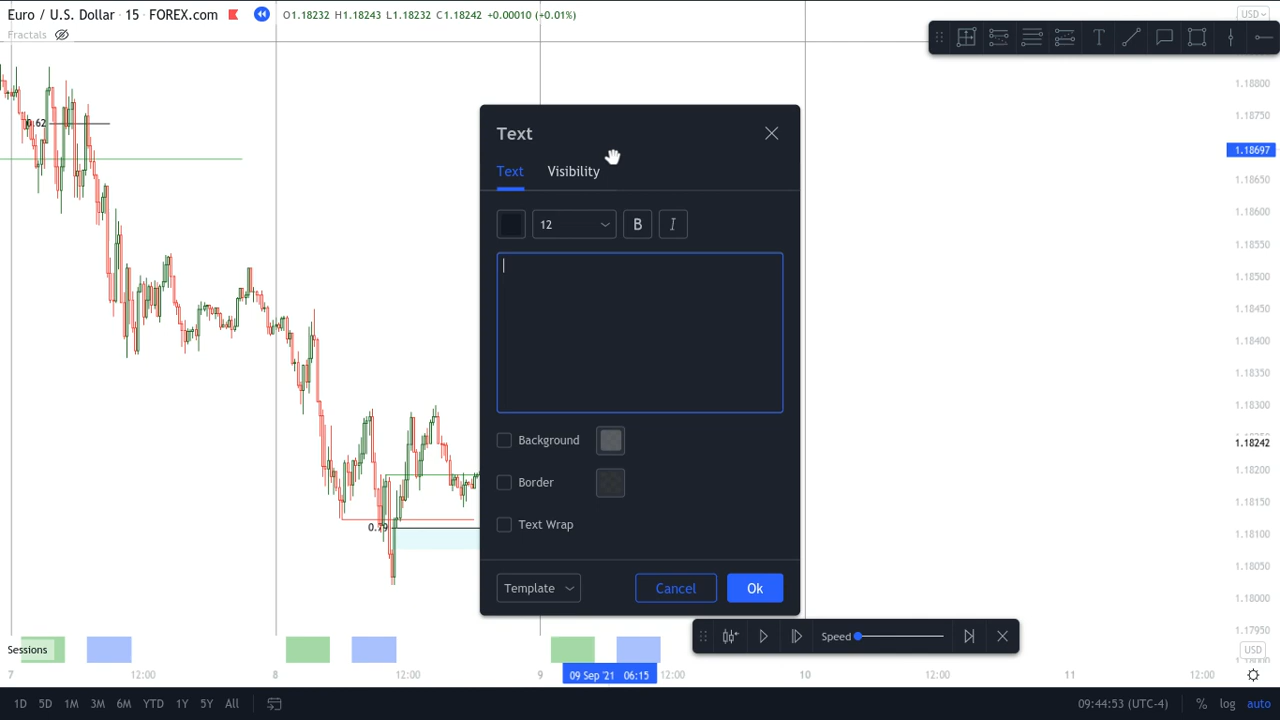 Euro / U.S. Dollar · 15 · FOREX.com O1.18232 H1.18243 L1.18232 C1.18242 +0.00010 (+0.01%)
Fractals
USD
T
1.18800
1.18750
1.18697
1.18650
1.18600
1.18550
1.18500
1.18450
1.18400
1.18350
1.18300
1.18242
1.18200
1.18150
1.18100
1.18050
1.18000
1.17950
USD
0.62
0.79
Text
Text Visibility
12 B I
Background
Border
Text Wrap
Template Cancel Ok
Speed
Sessions
7 12:00 8 12:00 9 09 Sep '21 06:15 12:00 10 12:00 11 12:00
1D 5D 1M 3M 6M YTD 1Y 5Y All 09:44:53 (UTC-4) % log auto